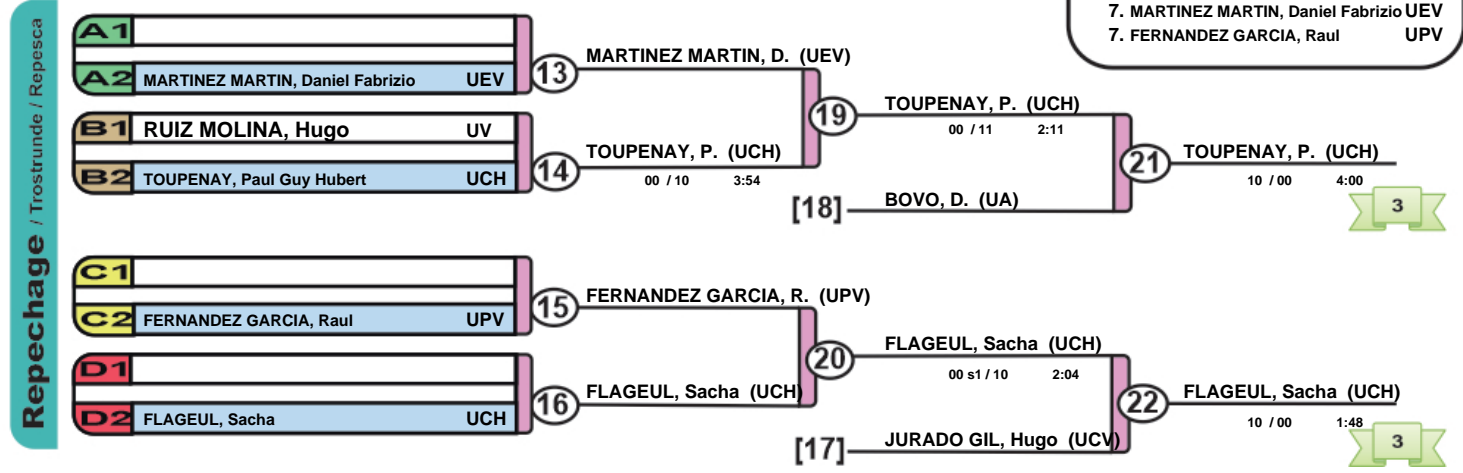 7. MARTINEZ MARTIN, Daniel Fabrizio UEV
7. FERNANDEZ GARCIA, Raul UPV
Repechage / Trostrunde / Repesca
A1
A2 MARTINEZ MARTIN, Daniel Fabrizio UEV
13
MARTINEZ MARTIN, D. (UEV)
B1 RUIZ MOLINA, Hugo UV
B2 TOUPENAY, Paul Guy Hubert UCH
14
TOUPENAY, P. (UCH)
00 / 10 3:54
19
TOUPENAY, P. (UCH)
00 / 11 2:11
[18] BOVO, D. (UA)
21
TOUPENAY, P. (UCH)
10 / 00 4:00
3
C1
C2 FERNANDEZ GARCIA, Raul UPV
15
FERNANDEZ GARCIA, R. (UPV)
D1
D2 FLAGEUL, Sacha UCH
16
FLAGEUL, Sacha (UCH)
20
FLAGEUL, Sacha (UCH)
00 s1 / 10 2:04
[17] JURADO GIL, Hugo (UCV)
22
FLAGEUL, Sacha (UCH)
10 / 00 1:48
3